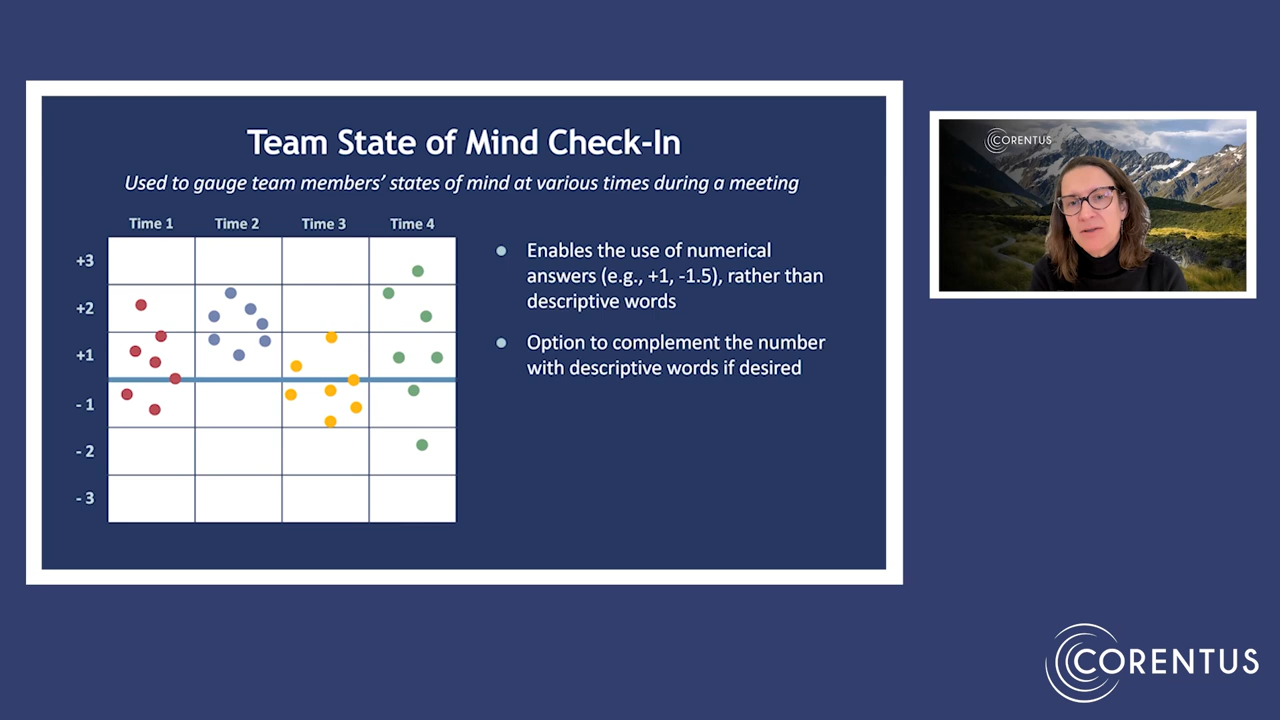 Team State of Mind Check-In
Used to gauge team members' states of mind at various times during a meeting
Time 1 Time 2 Time 3 Time 4
+3
+2
+1
- 1
- 2
- 3
● Enables the use of numerical
answers (e.g., +1, -1.5), rather than
descriptive words
● Option to complement the number
with descriptive words if desired
CORENTUS
CORENTUS